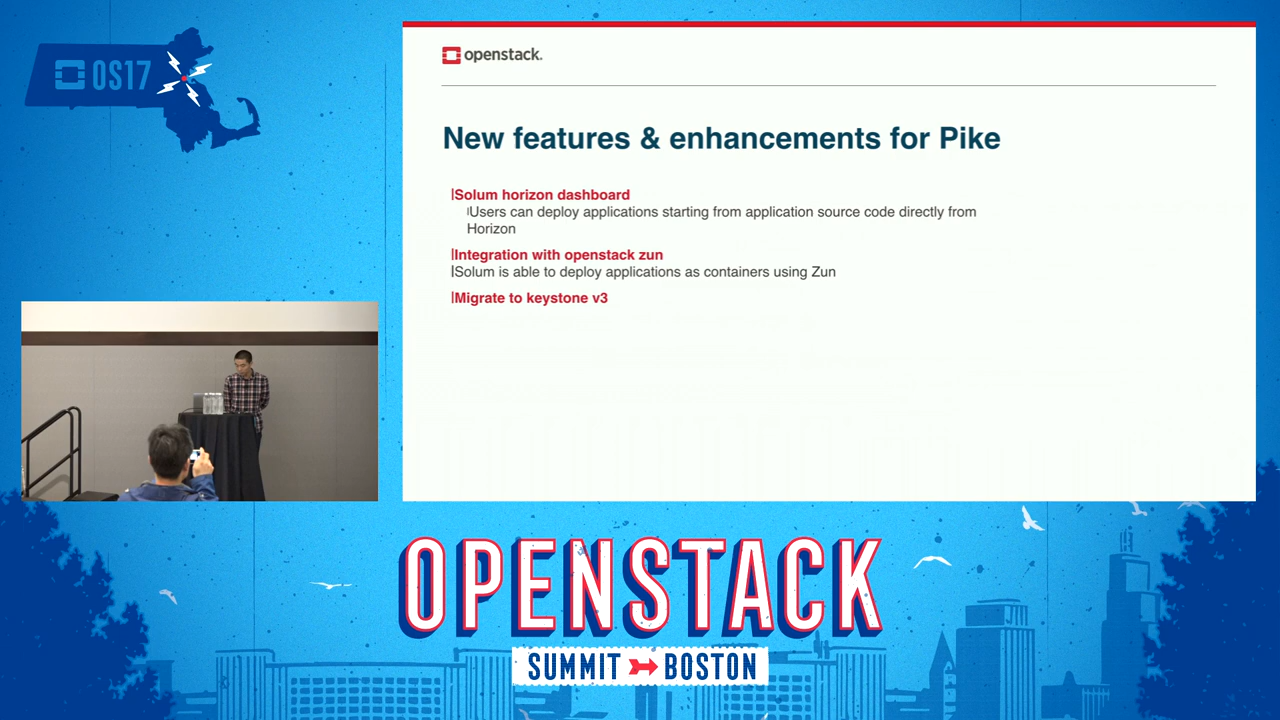 OS17
openstack.
New features & enhancements for Pike
Solum horizon dashboard
Users can deploy applications starting from application source code directly from
Horizon
Integration with openstack zun
Solum is able to deploy applications as containers using Zun
Migrate to keystone v3
OPENSTACK
SUMMIT BOSTON